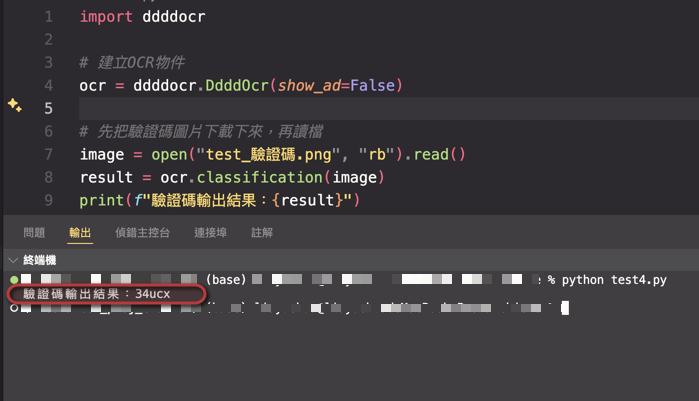 1 import ddddocr
2
3 # 建立OCR物件
4 ocr = ddddocr.DdddOcr(show_ad=False)
5
6 # 先把驗證碼圖片下載下來，再讀檔
7 image = open("test_驗證碼.png", "rb").read()
8 result = ocr.classification(image)
9 print(f"驗證碼輸出結果：{result}")
問題 輸出 偵錯主控台 連接埠 註解
終端機
(base) e % python test4.py
驗證碼輸出結果：34ucx